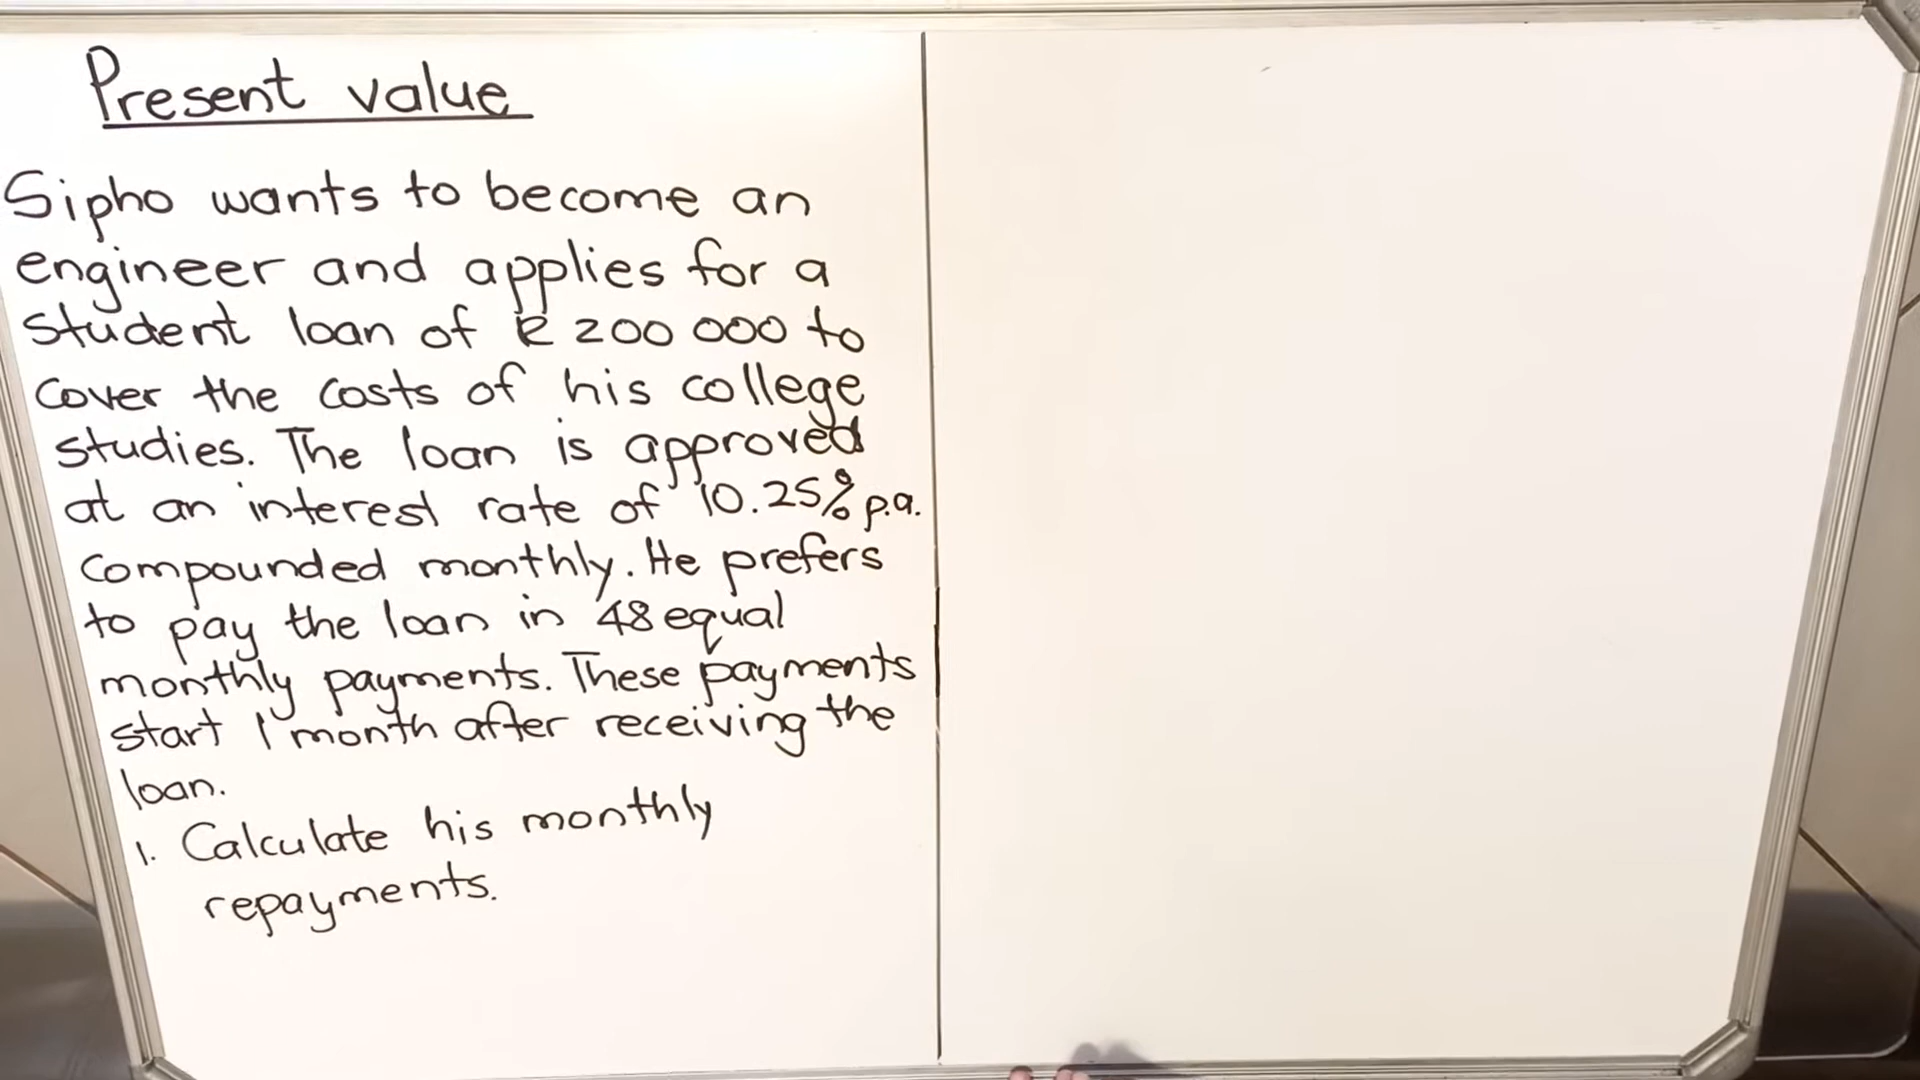 Present value
Sipho wants to become an
engineer and applies for a
student loan of R 200 000 to
cover the costs of his college
studies. The loan is approved
at an interest rate of 10.25% p.a.
compounded monthly. He prefers
to pay the loan in 48 equal
monthly payments. These payments
start 1 month after receiving the
loan.
1. Calculate his monthly
repayments.